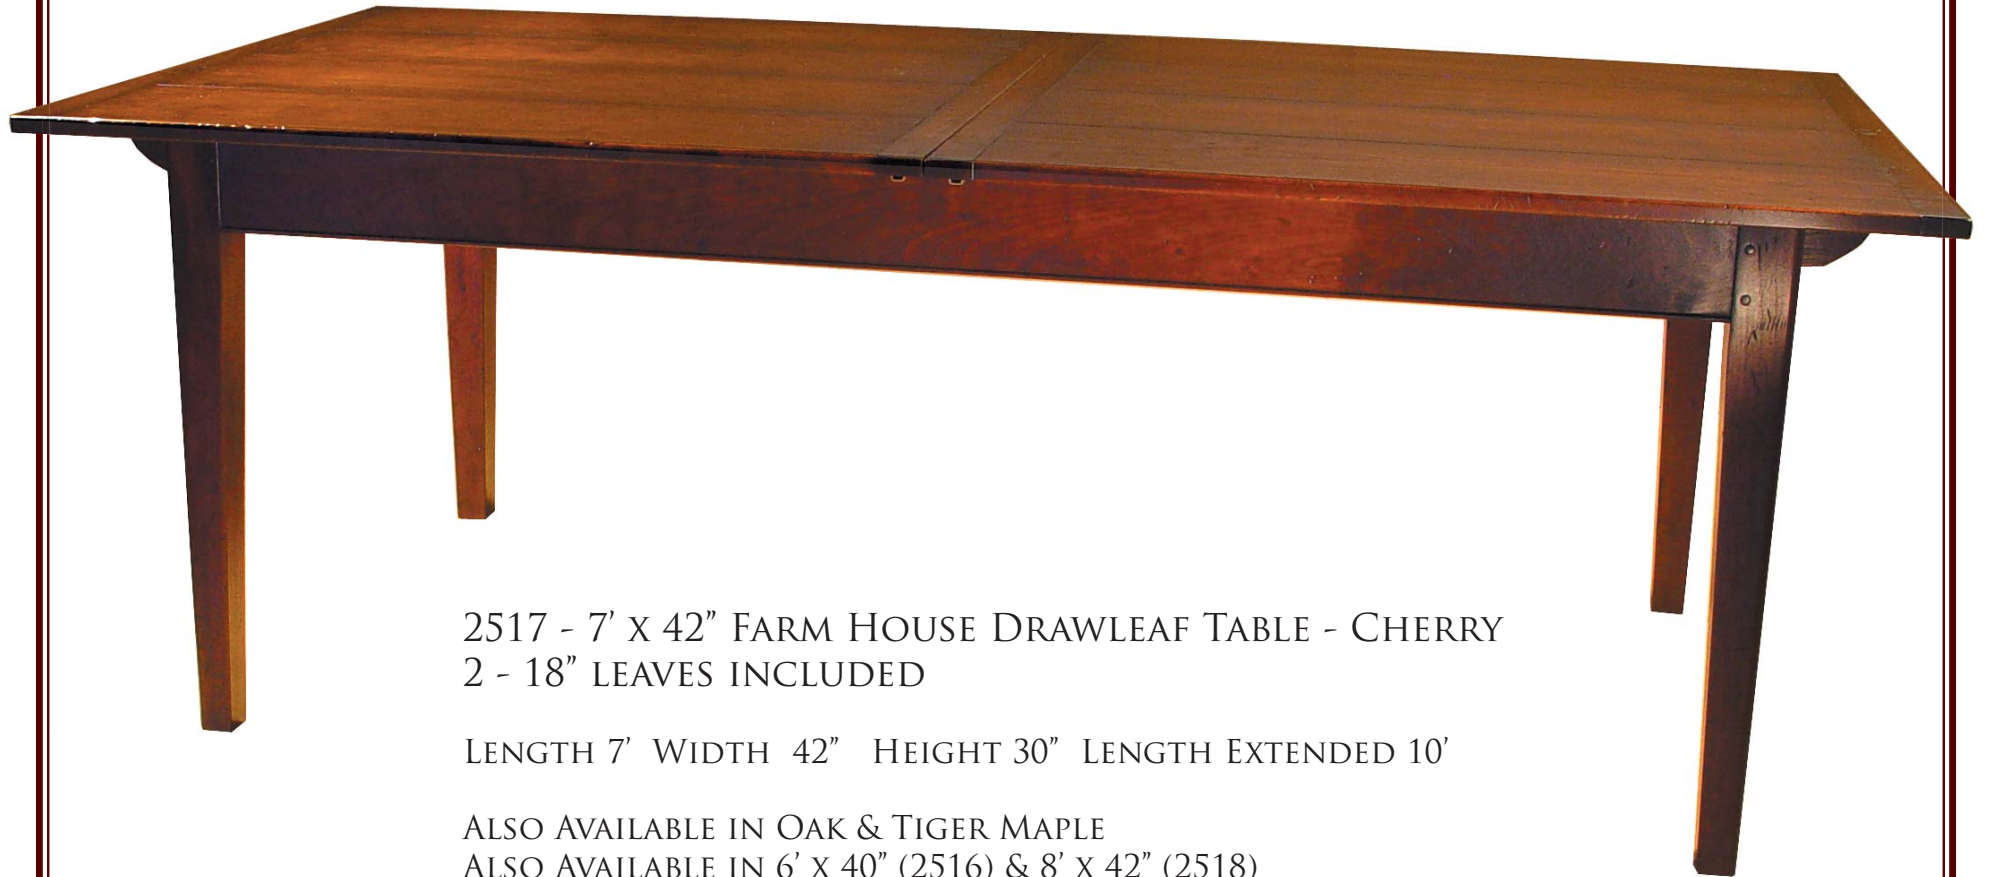 2517 - 7’ x 42” Farm House Drawleaf Table - Cherry
2 - 18” leaves included
Length 7’ Width 42” Height 30” Length Extended 10’
Also Available in Oak & Tiger Maple
Also Available in 6’ x 40” (2516) & 8’ x 42” (2518)